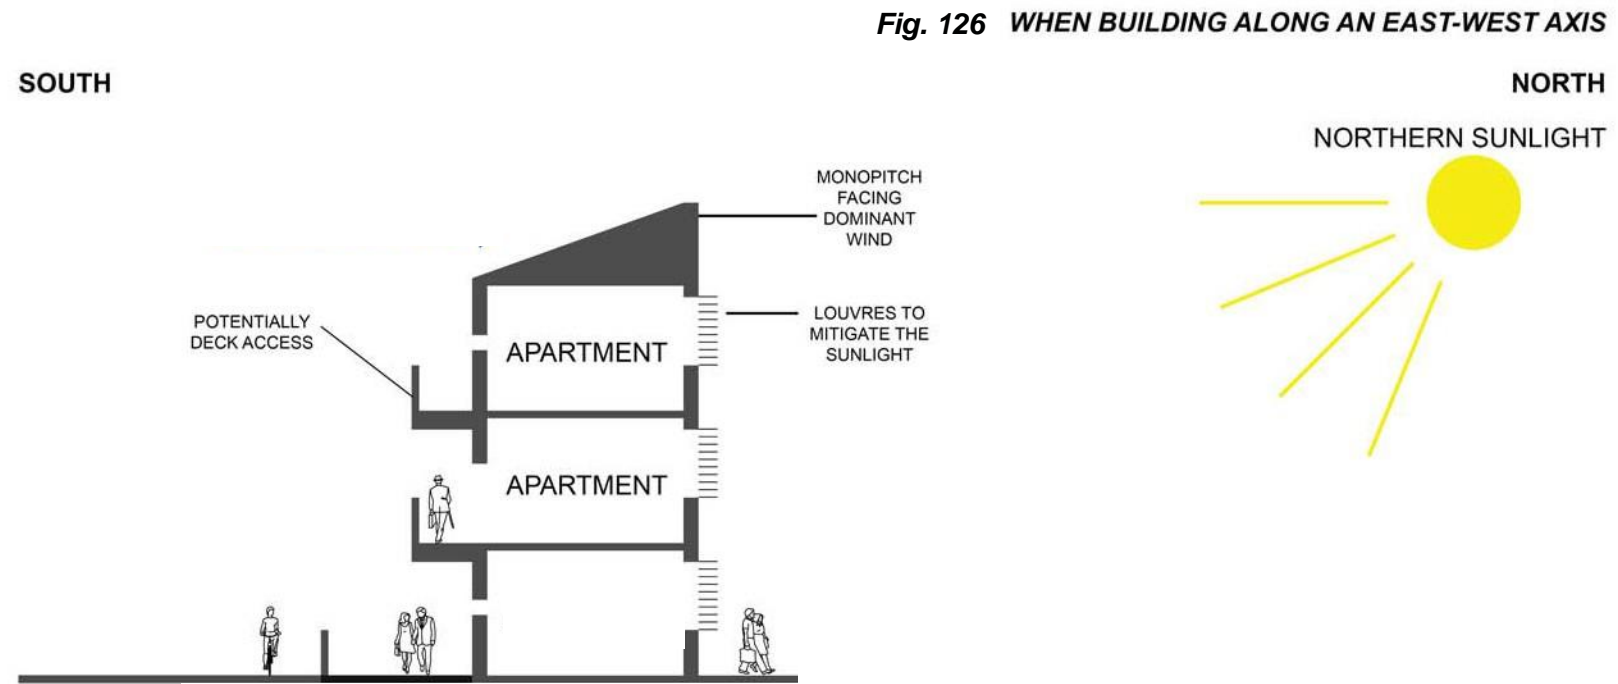 Fig. 126 WHEN BUILDING ALONG AN EAST-WEST AXIS
SOUTH
NORTH
NORTHERN SUNLIGHT
MONOPITCH
FACING
DOMINANT
WIND
POTENTIALLY
DECK ACCESS
LOUVRES TO
MITIGATE THE
SUNLIGHT
APARTMENT
APARTMENT